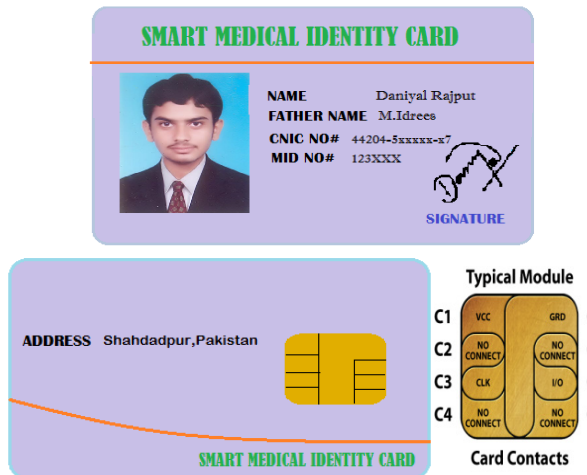 SMART MEDICAL IDENTITY CARD
NAME Daniyal Rajput
FATHER NAME M.Idrees
CNIC NO# 44204-5xxxxx-x7
MID NO# 123XXX
SIGNATURE
ADDRESS Shahdadpur,Pakistan
SMART MEDICAL IDENTITY CARD
Typical Module
C1 VCC GRD
C2 NO CONNECT NO CONNECT
C3 CLK I/O
C4 NO CONNECT NO CONNECT
Card Contacts